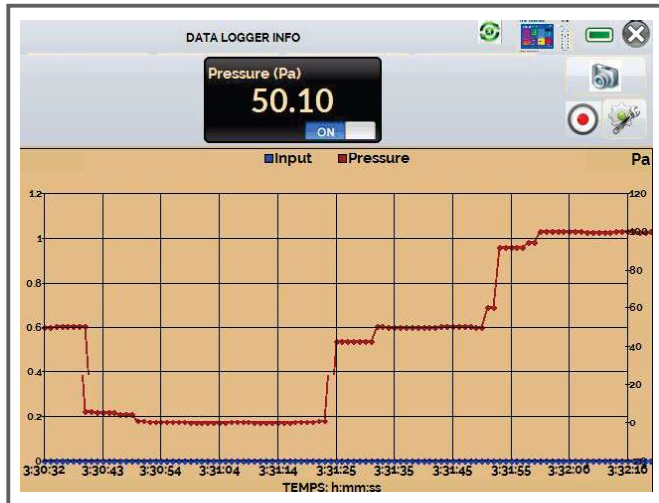 DATA LOGGER INFO
Pressure (Pa)
50.10
ON
Input Pressure Pa
1.2 120
1 100
0.8 80
0.6 60
40
0.4
20
0.2 0
0
3:30:32 3:30:43 3:30:54 3:31:04 3:31:14 3:31:25 3:31:35 3:31:45 3:31:55 3:32:06 3:32:16
TEMPS: h:mm:ss